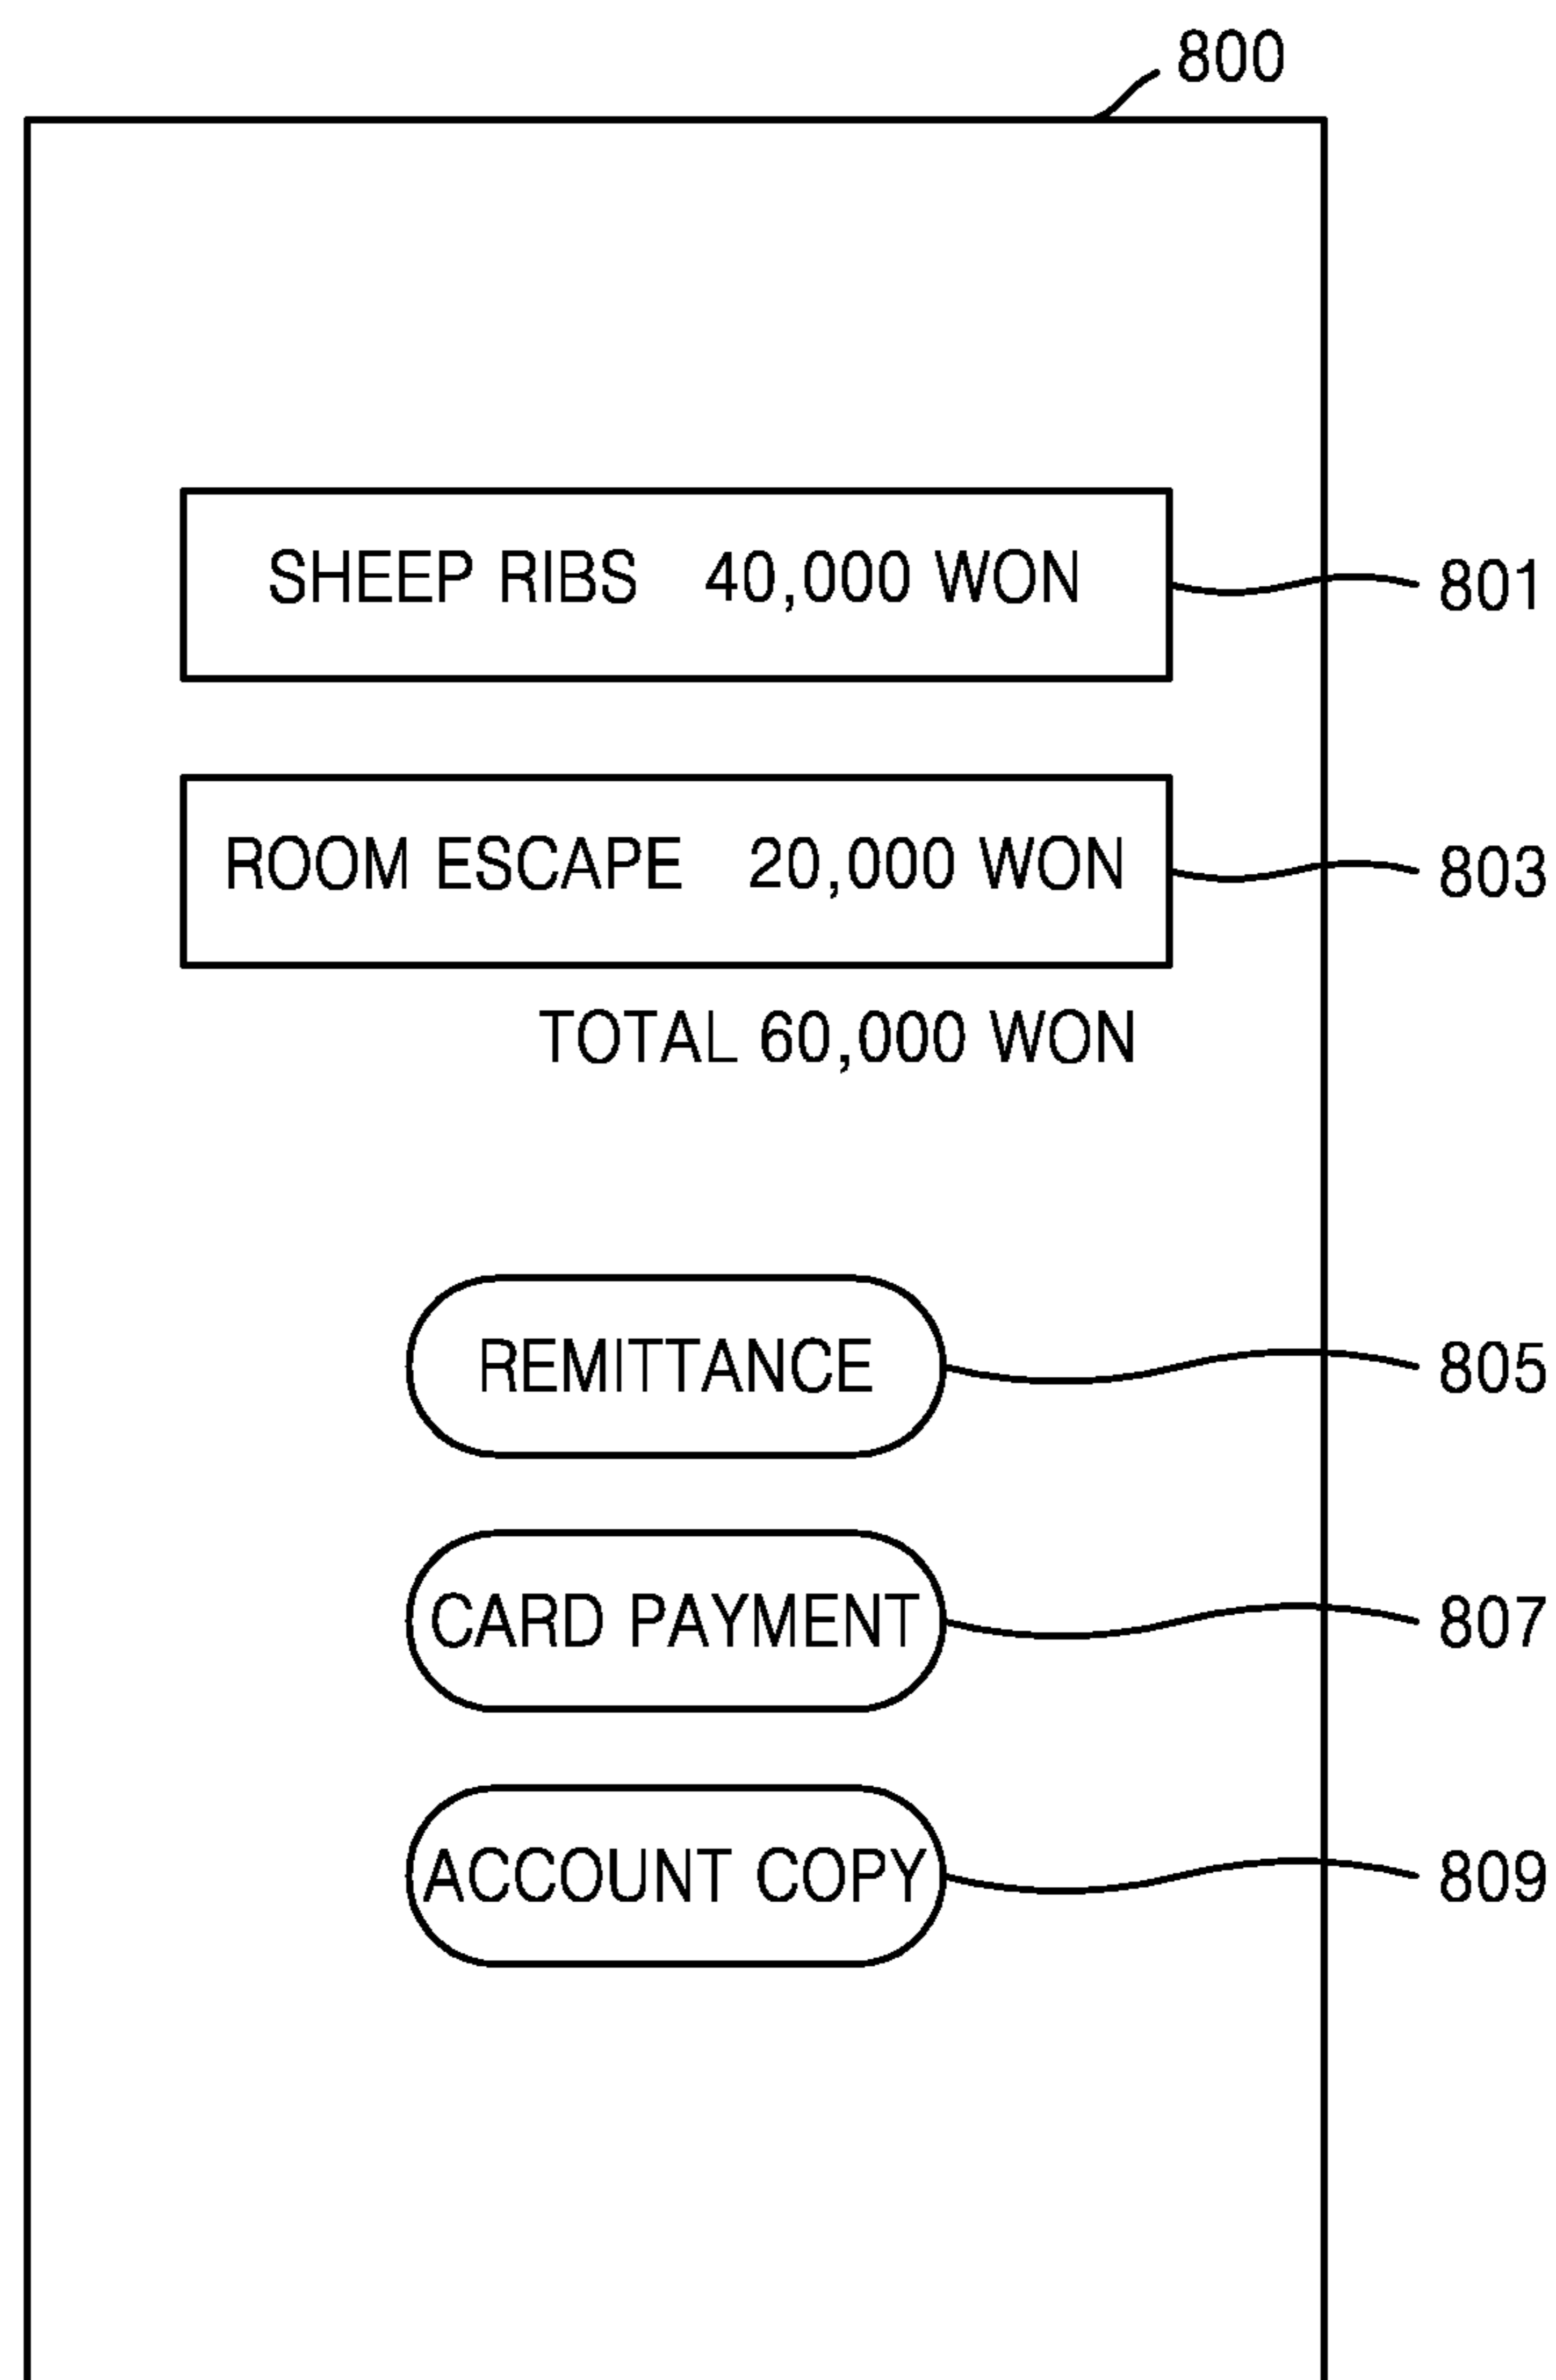 800
SHEEP RIBS 40,000 WON
801
ROOM ESCAPE 20,000 WON
803
TOTAL 60,000 WON
REMITTANCE
805
CARD PAYMENT
807
ACCOUNT COPY
809